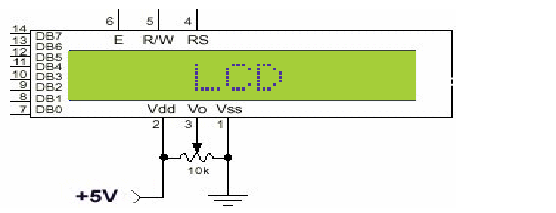 6 5 4
E R/W RS
14 DB7
13 DB6
12 DB5
11 DB4
10 DB3
9 DB2
8 DB1
7 DB0
LCD
Vdd Vo Vss
2 3 1
10k
+5V